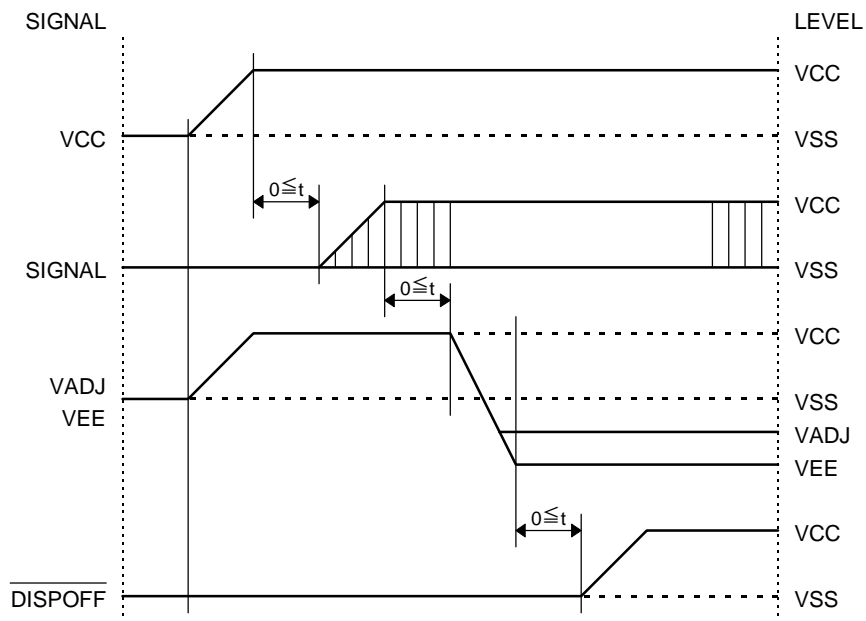 SIGNAL LEVEL
VCC
VCC VSS
0≦t
VCC
SIGNAL VSS
0≦t
VCC
VADJ
VEE
VSS
VADJ
VEE
0≦t
VCC
DISPOFF VSS